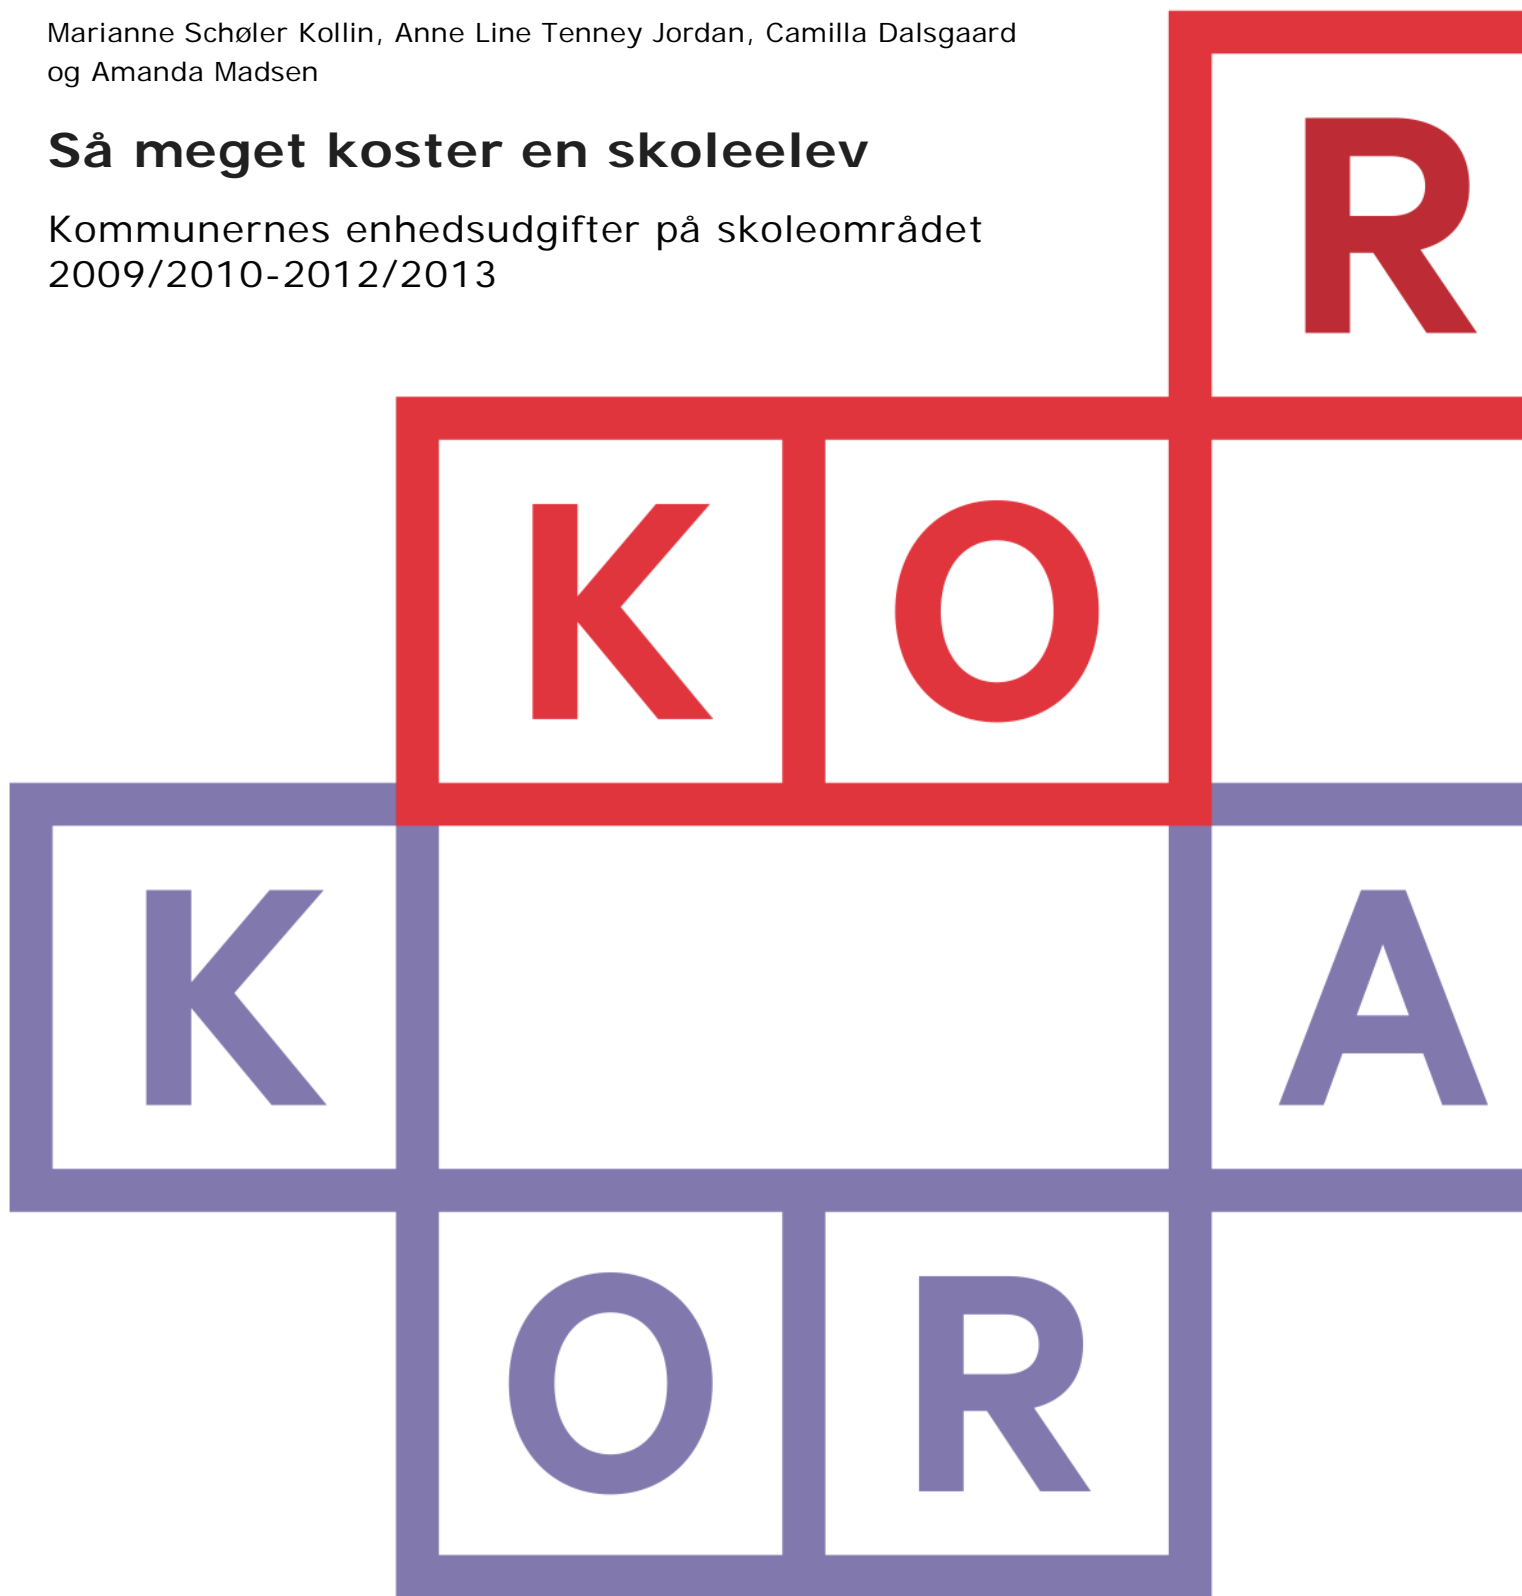 Marianne Schøler Kollin, Anne Line Tenney Jordan, Camilla Dalsgaard
og Amanda Madsen
Så meget koster en skoleelev
Kommunernes enhedsudgifter på skoleområdet
2009/2010-2012/2013
R
K O
K A
O R